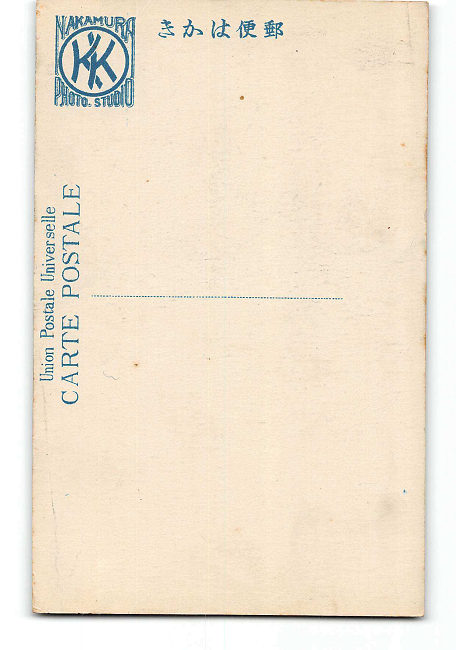 NAKAMURA
KK
PHOTO. STUDIO
郵便はかき
Union Postale Universelle
CARTE POSTALE